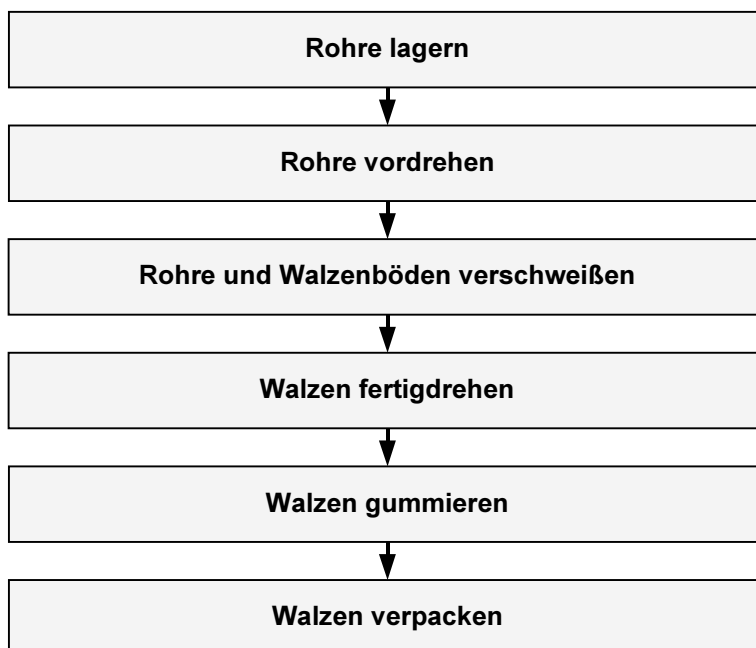 Rohre lagern
Rohre vordrehen
Rohre und Walzenböden verschweißen
Walzen fertigdrehen
Walzen gummieren
Walzen verpacken